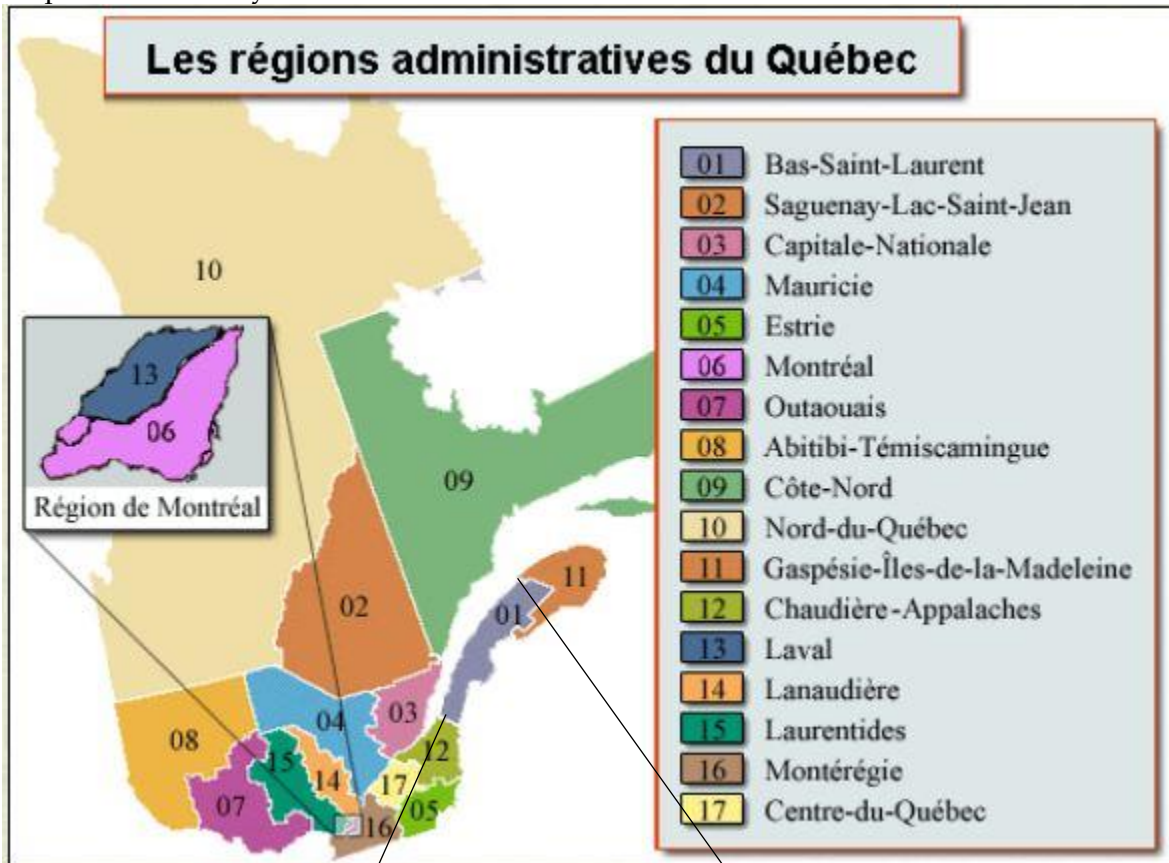 Les régions administratives du Québec
01 Bas-Saint-Laurent
02 Saguenay-Lac-Saint-Jean
03 Capitale-Nationale
04 Mauricie
05 Estrie
06 Montréal
07 Outaouais
08 Abitibi-Témiscamingue
09 Côte-Nord
10 Nord-du-Québec
11 Gaspésie-Îles-de-la-Madeleine
12 Chaudière-Appalaches
13 Laval
14 Lanaudière
15 Laurentides
16 Montérégie
17 Centre-du-Québec
10
13
06
Région de Montréal
09
11
02
01
03
04
08
12
15
14
17
07
05
16